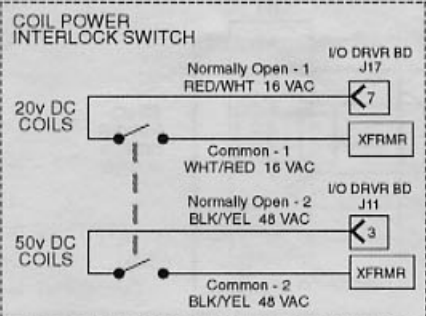 COIL POWER
INTERLOCK SWITCH
I/O DRVR BD
J17
Normally Open - 1
RED/WHT 16 VAC
7
20v DC
COILS
XFRMR
Common - 1
WHT/RED 16 VAC
I/O DRVR BD
J11
Normally Open - 2
BLK/YEL 48 VAC
3
50v DC
COILS
XFRMR
Common - 2
BLK/YEL 48 VAC